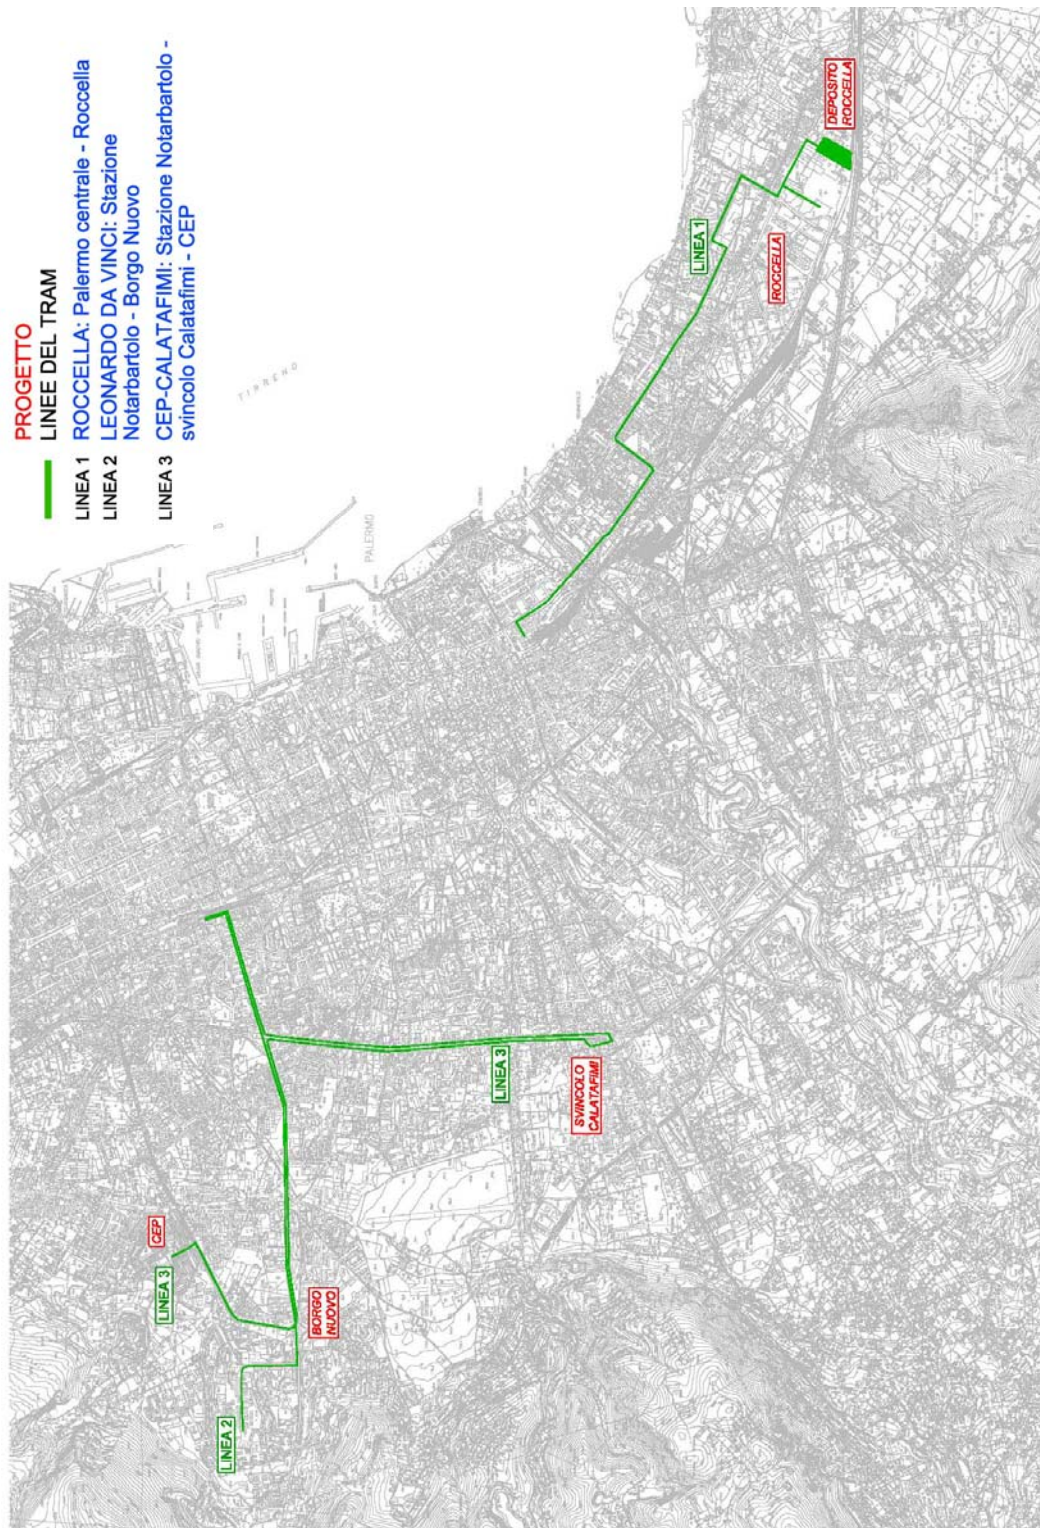 PROGETTO
LINEE DEL TRAM
LINEA 1 ROCCELLA: Palermo centrale - Roccella
LINEA 2 LEONARDO DA VINCI: Stazione
Notarbartolo - Borgo Nuovo
LINEA 3 CEP-CALATAFIMI: Stazione Notarbartolo -
svincolo Calatafimi - CEP
TIRRENO
PALERMO
LINEA 2
LINEA 3
CEP
BORGO
NUOVO
LINEA 3
SVINCOLO
CALATAFIMI
LINEA 1
ROCCELLA
DEPOSITO
ROCCELLA